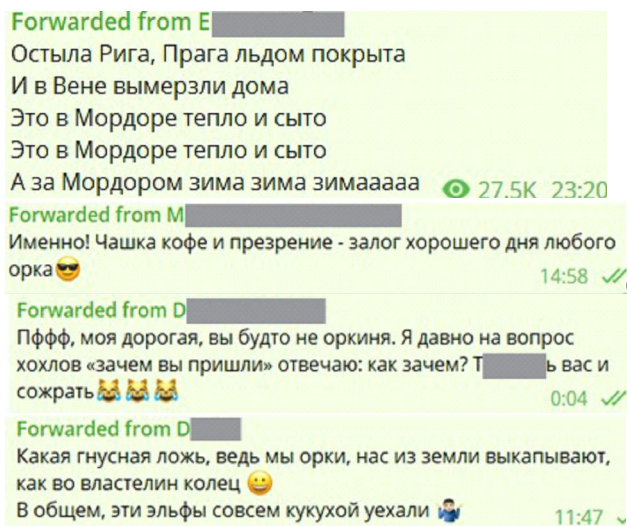 Forwarded from E
Остыла Рига, Прага льдом покрыта
И в Вене вымерзли дома
Это в Мордоре тепло и сыто
Это в Мордоре тепло и сыто
А за Мордором зима зима зимааааа 27.5K 23:20
Forwarded from M
Именно! Чашка кофе и презрение - залог хорошего дня любого
орка😎
14:58
Forwarded from D
Пффф, моя дорогая, вы будто не оркиня. Я давно на вопрос
хохлов «зачем вы пришли» отвечаю: как зачем? Т ь вас и
сожрать😹😹😹
0:04
Forwarded from D
Какая гнусная ложь, ведь мы орки, нас из земли выкапывают,
как во властелин колец 😀
В общем, эти эльфы совсем кукухой уехали 🤷‍♂️
11:47